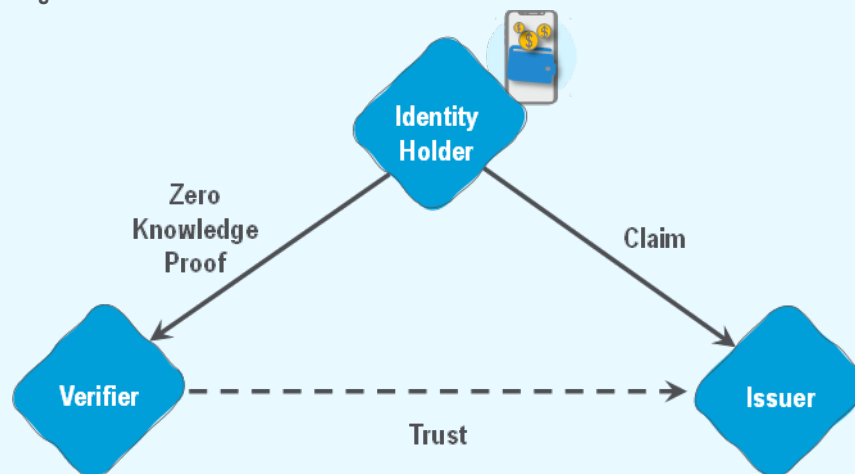 Identity
Holder
Zero
Knowledge
Proof
Claim
Verifier
Issuer
Trust